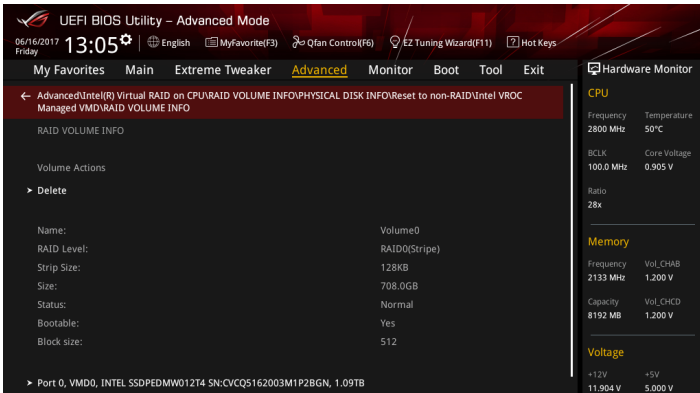 UEFI BIOS Utility – Advanced Mode
06/16/2017 Friday 13:05 English MyFavorite(F3) Qfan Control(F6) EZ Tuning Wizard(F11) ? Hot Keys
My Favorites Main Extreme Tweaker Advanced Monitor Boot Tool Exit
← Advanced\Intel(R) Virtual RAID on CPU\RAID VOLUME INFO\PHYSICAL DISK INFO\Reset to non-RAID\Intel VROC
Managed VMD\RAID VOLUME INFO
RAID VOLUME INFO
Volume Actions
> Delete
Name: Volume0
RAID Level: RAID0(Stripe)
Strip Size: 128KB
Size: 708.0GB
Status: Normal
Bootable: Yes
Block size: 512
> Port 0, VMD0, INTEL SSDPEDMW012T4 SN:CVCQ5162003M1P2BGN, 1.09TB
Hardware Monitor
CPU
Frequency Temperature
2800 MHz 50°C
BCLK Core Voltage
100.0 MHz 0.905 V
Ratio
28x
Memory
Frequency Vol_CHAB
2133 MHz 1.200 V
Capacity Vol_CHCD
8192 MB 1.200 V
Voltage
+12V +5V
11.904 V 5.000 V